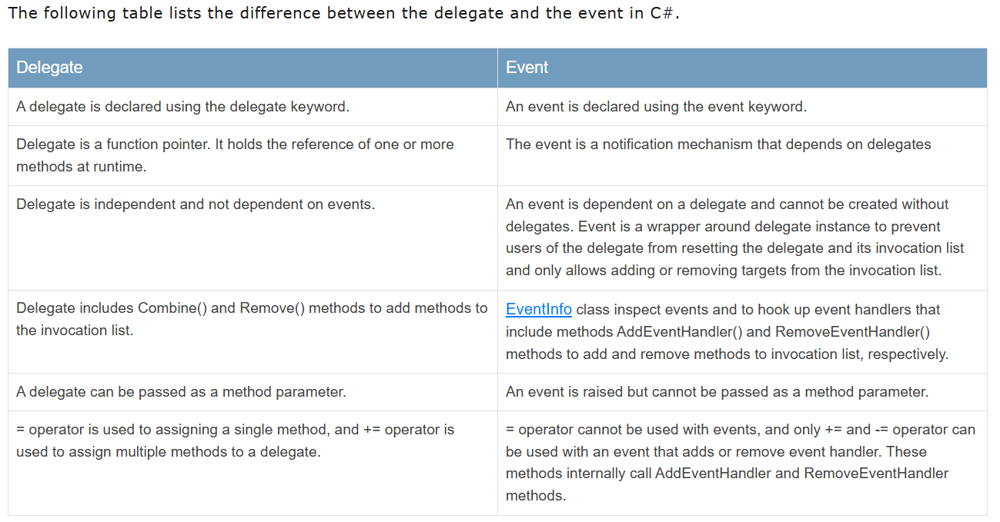 The following table lists the difference between the delegate and the event in C#.
Delegate
Event
A delegate is declared using the delegate keyword.
An event is declared using the event keyword.
Delegate is a function pointer. It holds the reference of one or more
methods at runtime.
The event is a notification mechanism that depends on delegates
Delegate is independent and not dependent on events.
An event is dependent on a delegate and cannot be created without
delegates. Event is a wrapper around delegate instance to prevent
users of the delegate from resetting the delegate and its invocation list
and only allows adding or removing targets from the invocation list.
Delegate includes Combine() and Remove() methods to add methods to
the invocation list.
EventInfo class inspect events and to hook up event handlers that
include methods AddEventHandler() and RemoveEventHandler()
methods to add and remove methods to invocation list, respectively.
A delegate can be passed as a method parameter.
An event is raised but cannot be passed as a method parameter.
= operator is used to assigning a single method, and += operator is
used to assign multiple methods to a delegate.
= operator cannot be used with events, and only += and -= operator can
be used with an event that adds or remove event handler. These
methods internally call AddEventHandler and RemoveEventHandler
methods.